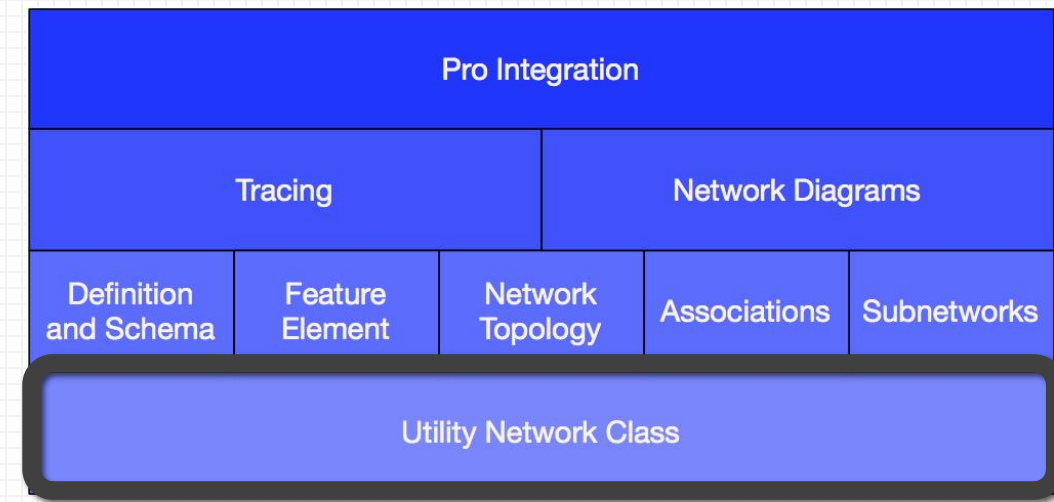 Pro Integration
Tracing
Network Diagrams
Definition
and Schema
Feature
Element
Network
Topology
Associations
Subnetworks
Utility Network Class